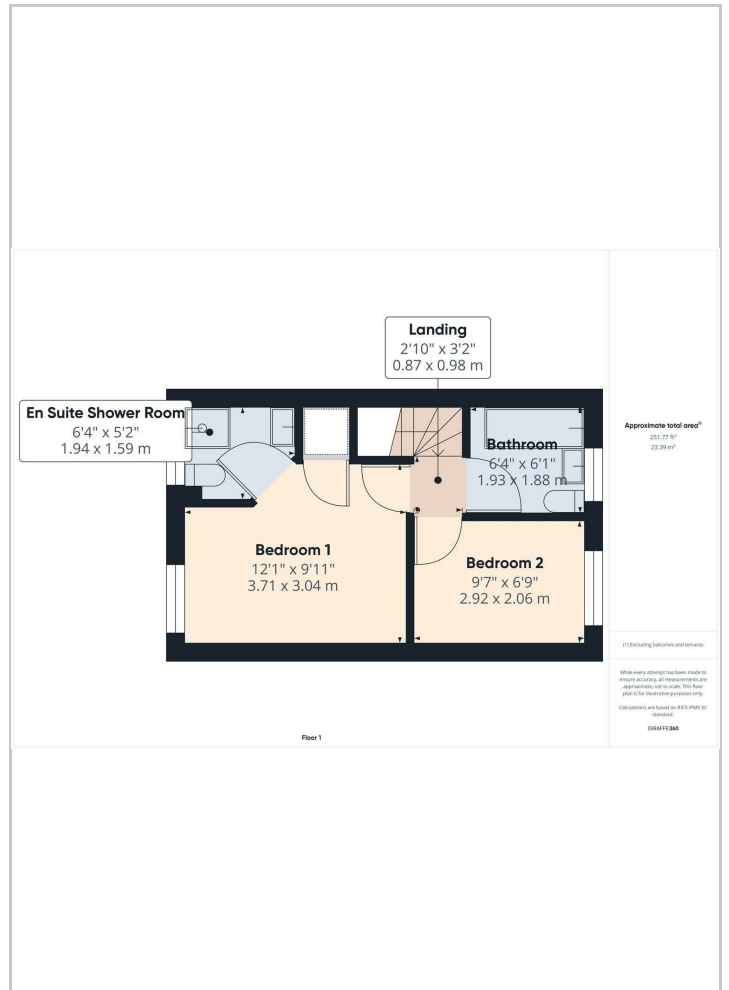 Landing
2'10" x 3'2"
0.87 x 0.98 m
En Suite Shower Room
6'4" x 5'2"
1.94 x 1.59 m
Bathroom
6'4" x 6'1"
1.93 x 1.88 m
Bedroom 1
12'1" x 9'11"
3.71 x 3.04 m
Bedroom 2
9'7" x 6'9"
2.92 x 2.06 m
Floor 1
Approximate total area⁽¹⁾
251.77 ft²
23.39 m²
(1) Excluding balconies and terraces
While every attempt has been made to
ensure accuracy, all measurements are
approximate, not to scale. This floor
plan is for illustrative purposes only.
Calculations are based on RICS IPMS 3C
standard.
GIRAFFE360